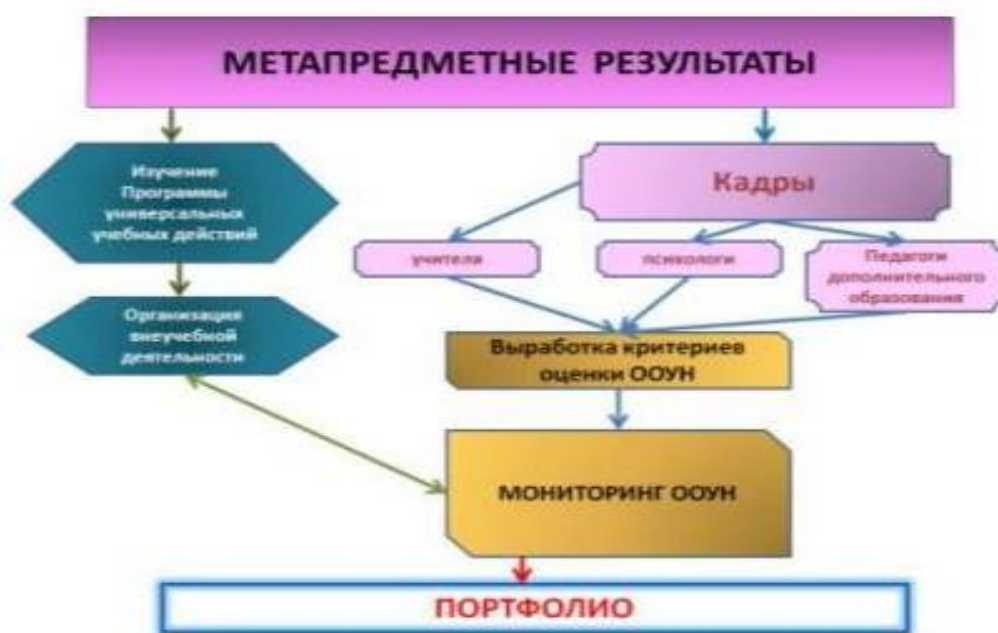 МЕТАПРЕДМЕТНЫЕ РЕЗУЛЬТАТЫ
Изучение
Программы
универсальных
учебных действий
Кадры
учителя
психологи
Педагоги
дополнительного
образования
Организация
внеучебной
деятельности
Выработка критериев
оценки ООУН
МОНИТОРИНГ ООУН
ПОРТФОЛИО